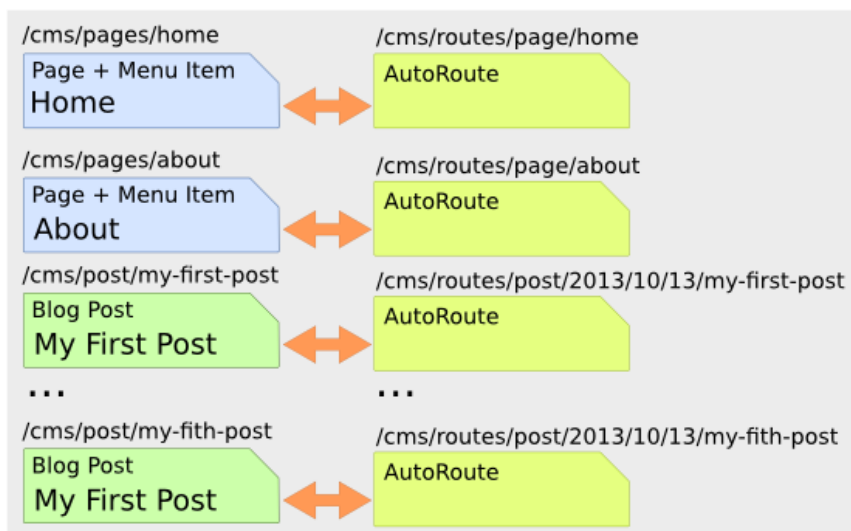 /cms/pages/home
/cms/routes/page/home
Page + Menu Item
AutoRoute
Home
/cms/pages/about
/cms/routes/page/about
Page + Menu Item
AutoRoute
About
/cms/post/my-first-post
/cms/routes/post/2013/10/13/my-first-post
Blog Post
AutoRoute
My First Post
...
...
/cms/post/my-fith-post
/cms/routes/post/2013/10/13/my-fith-post
Blog Post
AutoRoute
My First Post